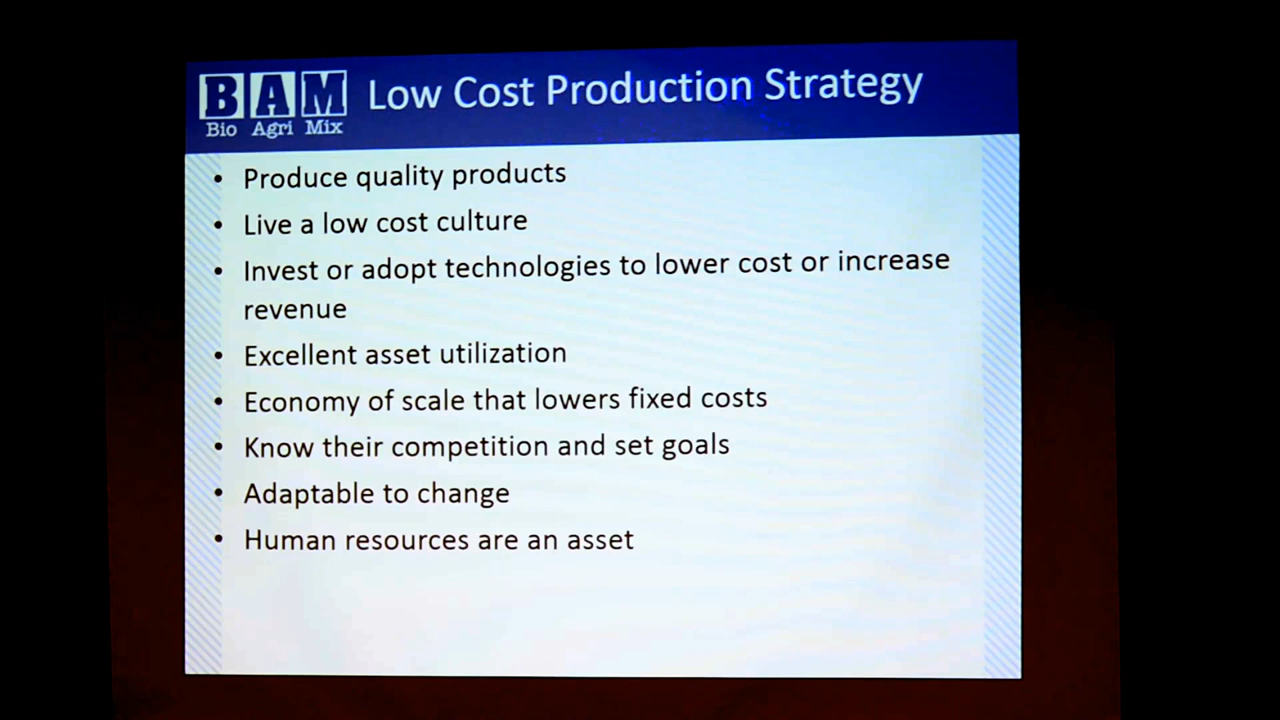 BAM
Bio Agri Mix
Low Cost Production Strategy
• Produce quality products
• Live a low cost culture
• Invest or adopt technologies to lower cost or increase
revenue
• Excellent asset utilization
• Economy of scale that lowers fixed costs
• Know their competition and set goals
• Adaptable to change
• Human resources are an asset